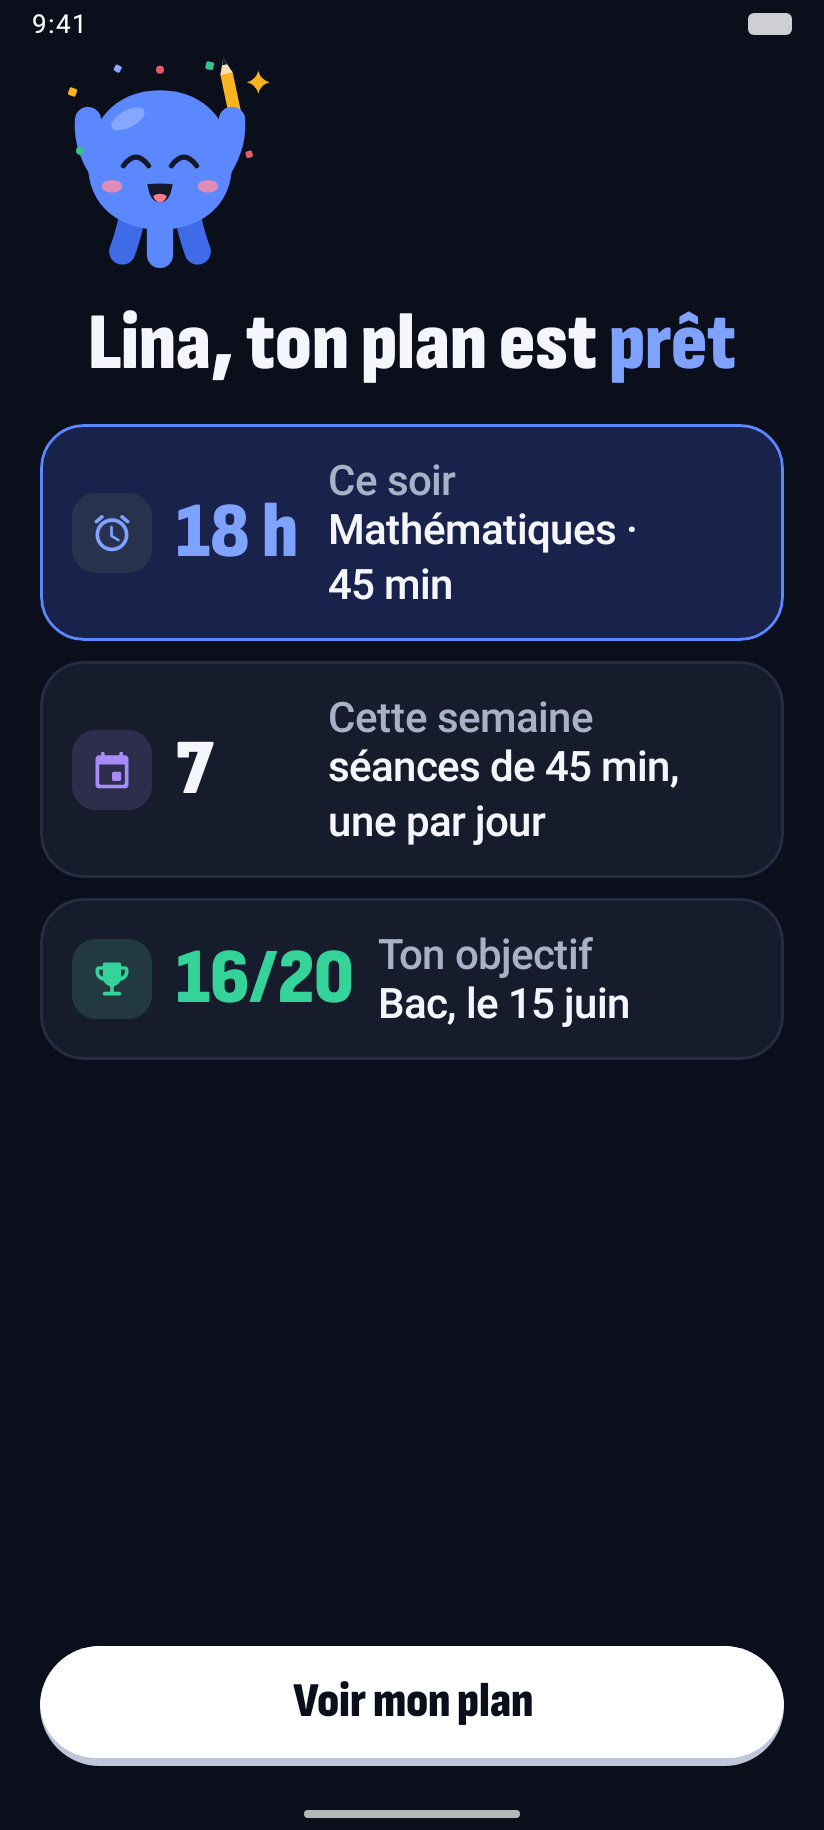 9:41
Lina, ton plan est prêt
18 h
Ce soir
Mathématiques ·
45 min
7
Cette semaine
séances de 45 min,
une par jour
16/20
Ton objectif
Bac, le 15 juin
Voir mon plan